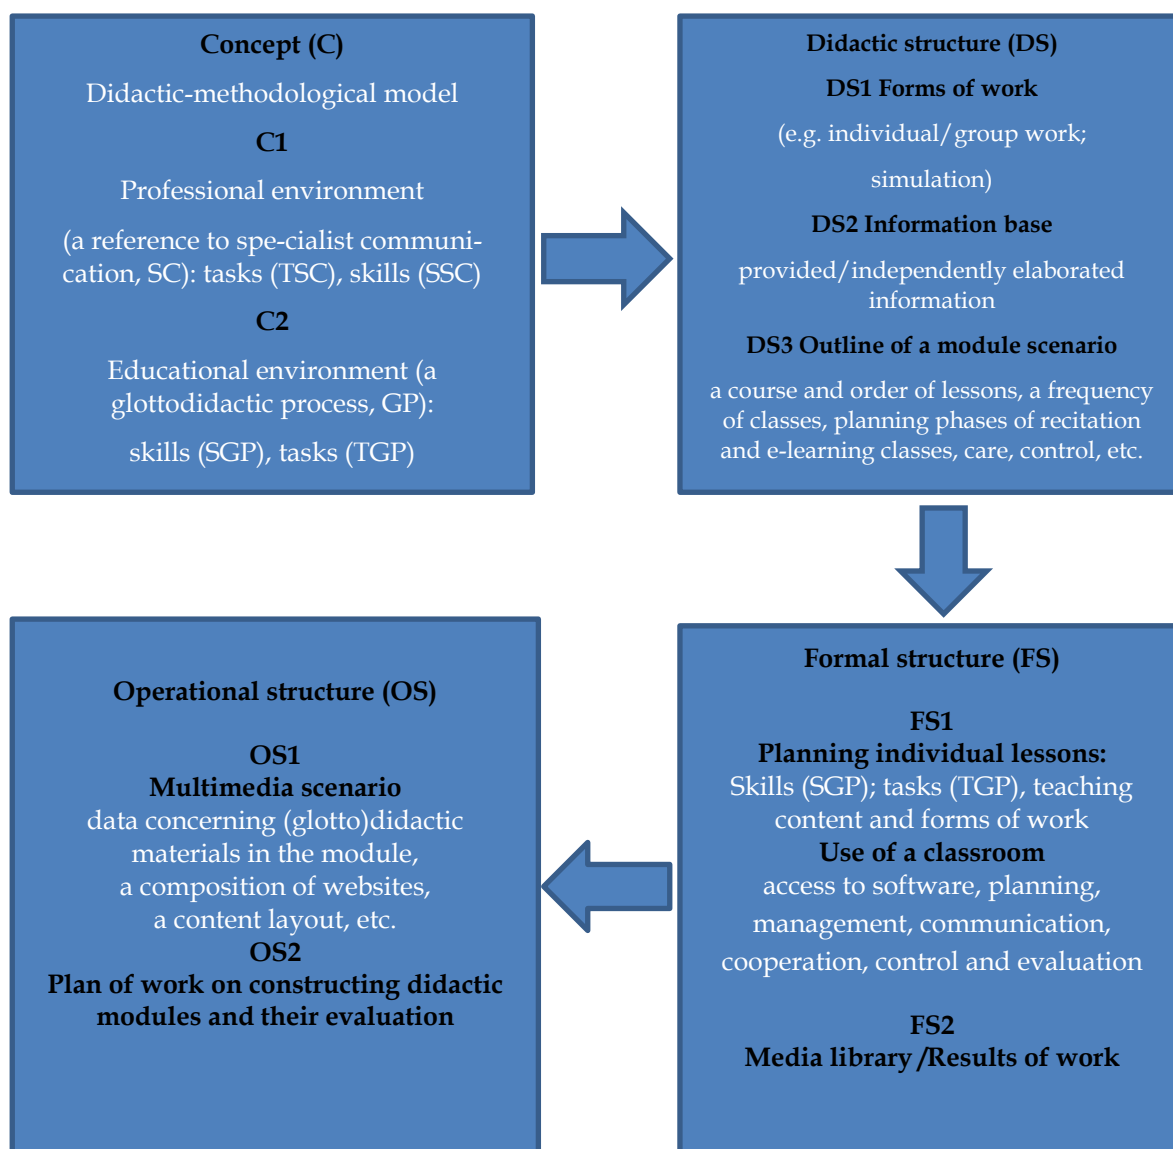 Concept (C)
Didactic-methodological model
C1
Professional environment
(a reference to spe-cialist communi-
cation, SC): tasks (TSC), skills (SSC)
C2
Educational environment (a
glottodidactic process, GP):
skills (SGP), tasks (TGP)
Didactic structure (DS)
DS1 Forms of work
(e.g. individual/group work;
simulation)
DS2 Information base
provided/independently elaborated
information
DS3 Outline of a module scenario
a course and order of lessons, a frequency
of classes, planning phases of recitation
and e-learning classes, care, control, etc.
Formal structure (FS)
FS1
Planning individual lessons:
Skills (SGP); tasks (TGP), teaching
content and forms of work
Use of a classroom
access to software, planning,
management, communication,
cooperation, control and evaluation
FS2
Media library /Results of work
Operational structure (OS)
OS1
Multimedia scenario
data concerning (glotto)didactic
materials in the module,
a composition of websites,
a content layout, etc.
OS2
Plan of work on constructing didactic
modules and their evaluation